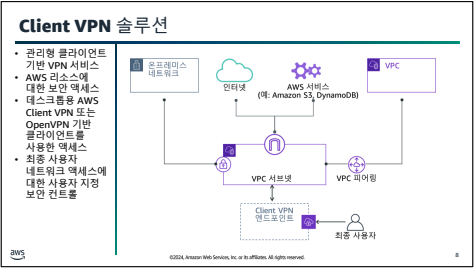 Client VPN 솔루션
• 관리형 클라이언트
기반 VPN 서비스
• AWS 리소스에
대한 보안 액세스
• 데스크톱용 AWS
Client VPN 또는
OpenVPN 기반
클라이언트를
사용한 액세스
• 최종 사용자
네트워크 액세스에
대한 사용자 지정
보안 컨트롤
온프레미스
네트워크
인터넷
AWS 서비스
(예: Amazon S3, DynamoDB)
VPC
VPC 서브넷
VPC 피어링
Client VPN
엔드포인트
최종 사용자
aws
©2024, Amazon Web Services, Inc. or its affiliates. All rights reserved.
8